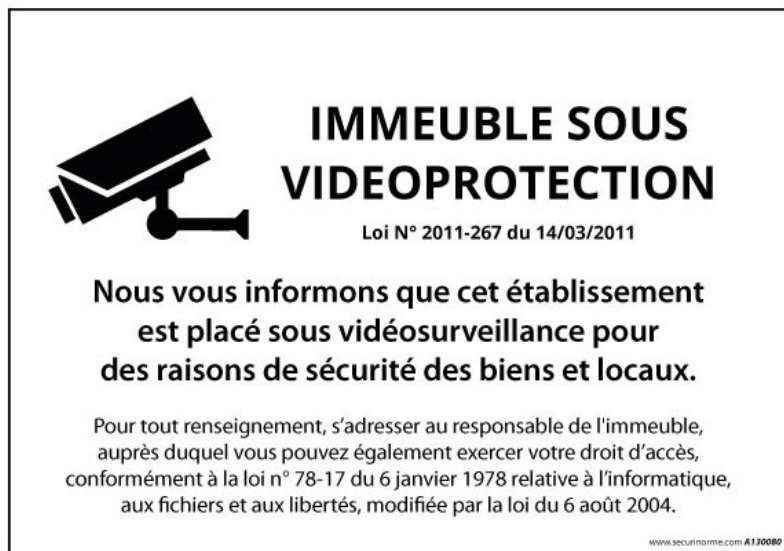 IMMEUBLE SOUS
VIDEOPROTECTION
Loi N° 2011-267 du 14/03/2011
Nous vous informons que cet établissement
est placé sous vidéosurveillance pour
des raisons de sécurité des biens et locaux.
Pour tout renseignement, s’adresser au responsable de l'immeuble,
auprès duquel vous pouvez également exercer votre droit d’accès,
conformément à la loi n° 78-17 du 6 janvier 1978 relative à l’informatique,
aux fichiers et aux libertés, modifiée par la loi du 6 août 2004.
www.securinorme.com A130080